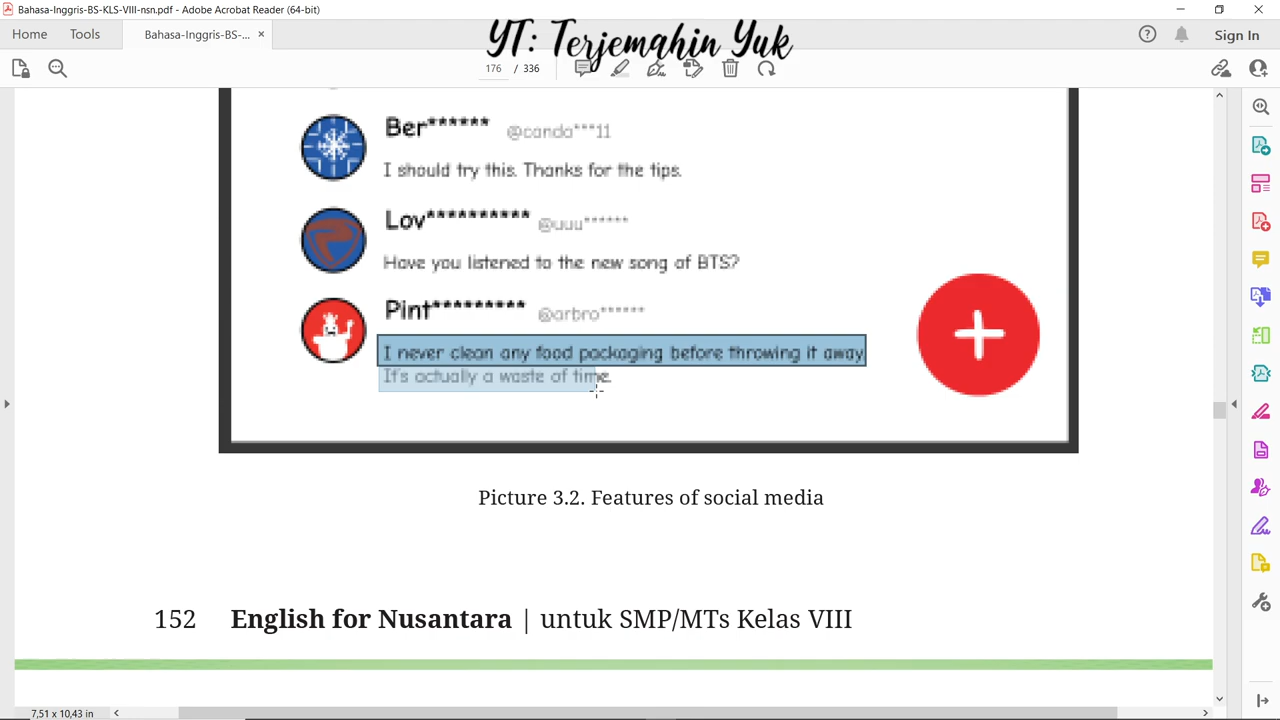 Bahasa-Inggris-BS-KLS-VIII-nsn.pdf - Adobe Acrobat Reader (64-bit)
Home Tools Bahasa-Inggris-BS-... × Sign In
YT: Terjemahin Yuk
176 / 336
Ber****** @canda***11
I should try this. Thanks for the tips.
Lov********** @uuu******
Have you listened to the new song of BTS?
Pint********* @arbro******
I never clean any food packaging before throwing it away
It's actually a waste of time.
Picture 3.2. Features of social media
152 English for Nusantara | untuk SMP/MTs Kelas VIII
7,51 x 10,43 in